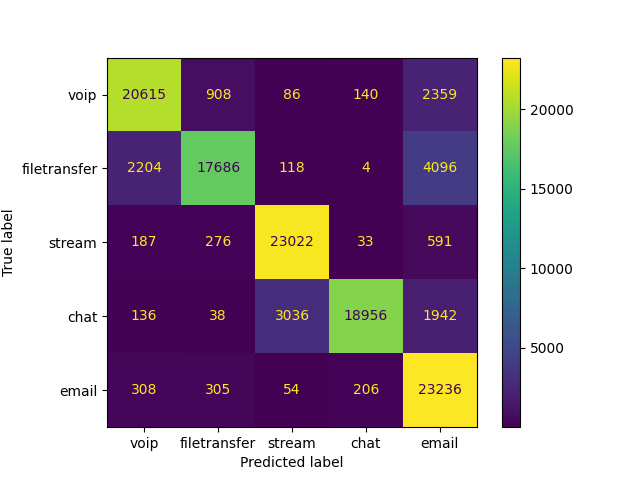 voip 20615 908 86 140 2359
filetransfer 2204 17686 118 4 4096
stream 187 276 23022 33 591
chat 136 38 3036 18956 1942
email 308 305 54 206 23236
voip filetransfer stream chat email
Predicted label
True label
20000
15000
10000
5000